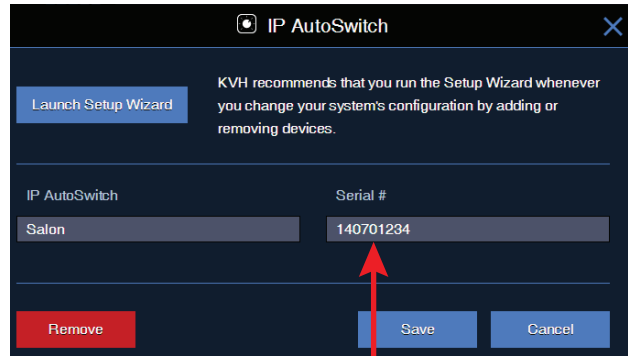 IP AutoSwitch
Launch Setup Wizard
KVH recommends that you run the Setup Wizard whenever
you change your system's configuration by adding or
removing devices.
IP AutoSwitch
Serial #
Salon
140701234
Remove
Save
Cancel